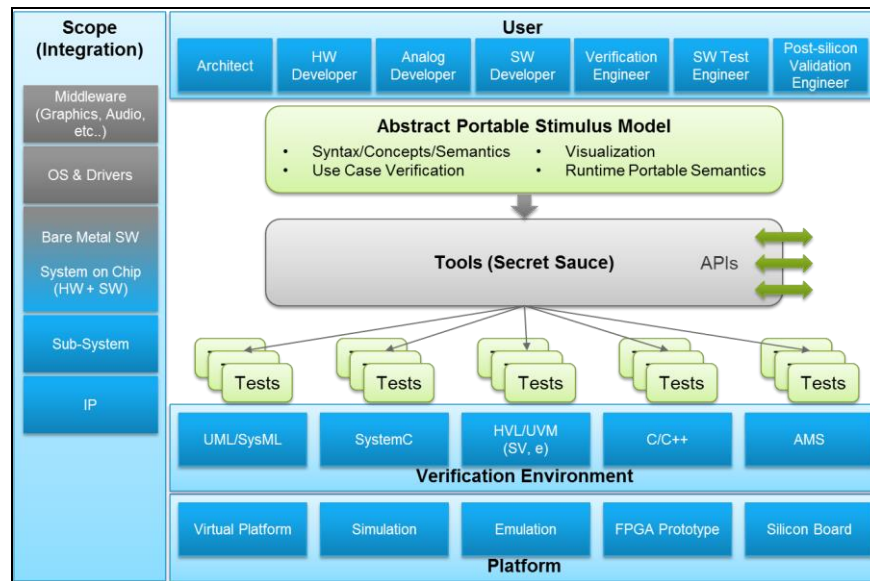 Scope
(Integration)
Middleware
(Graphics, Audio,
etc..)
OS & Drivers
Bare Metal SW
System on Chip
(HW + SW)
Sub-System
IP
User
Architect
HW
Developer
Analog
Developer
SW
Developer
Verification
Engineer
SW Test
Engineer
Post-silicon
Validation
Engineer
Abstract Portable Stimulus Model
• Syntax/Concepts/Semantics
• Use Case Verification
• Visualization
• Runtime Portable Semantics
Tools (Secret Sauce)
APIs
Tests
Tests
Tests
Tests
Tests
UML/SysML
SystemC
HVL/UVM
(SV, e)
C/C++
AMS
Verification Environment
Virtual Platform
Simulation
Emulation
FPGA Prototype
Silicon Board
Platform